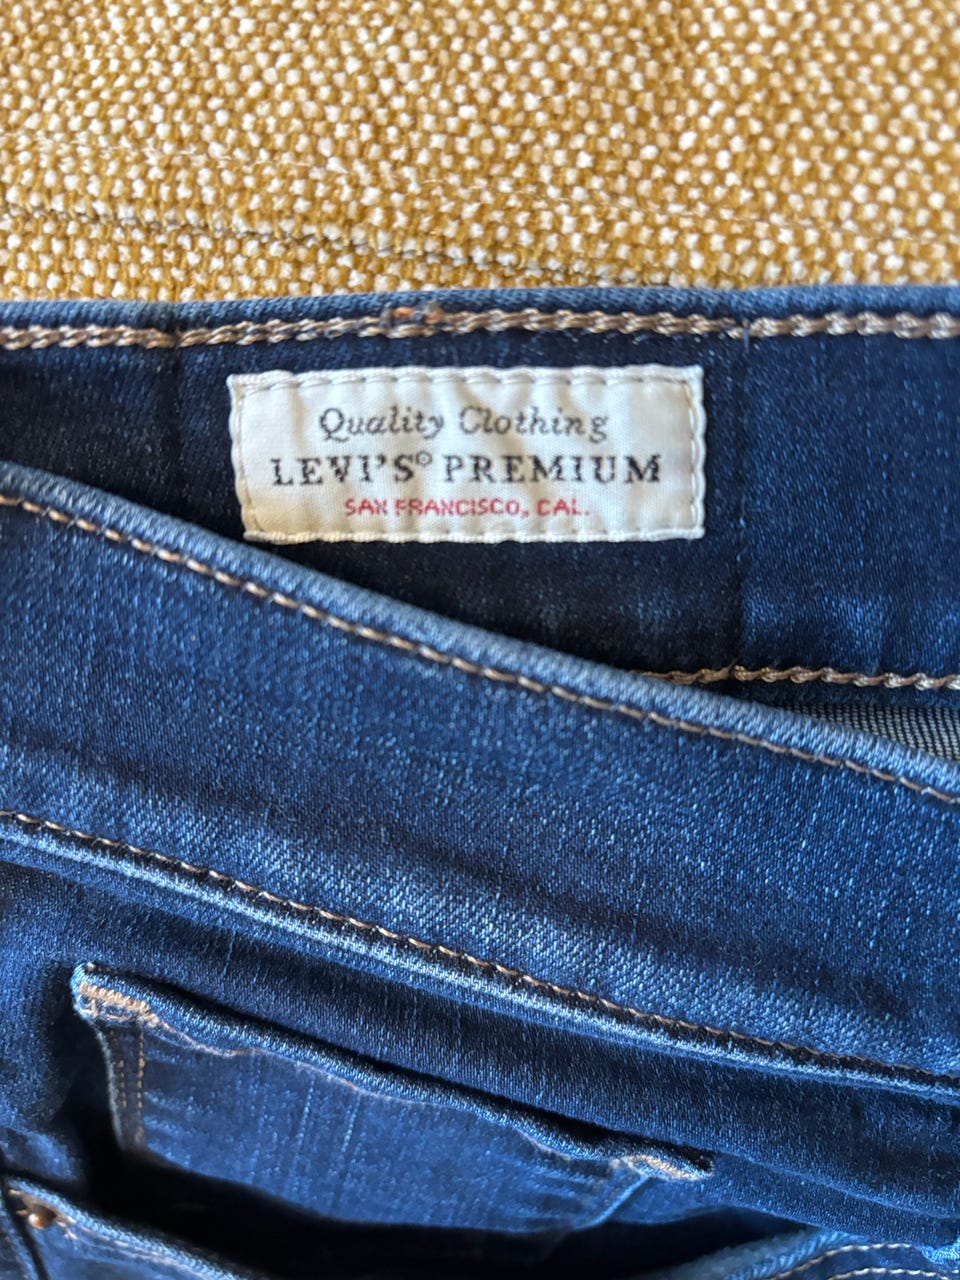 Quality Clothing
LEVI'S® PREMIUM
SAN FRANCISCO, CAL.